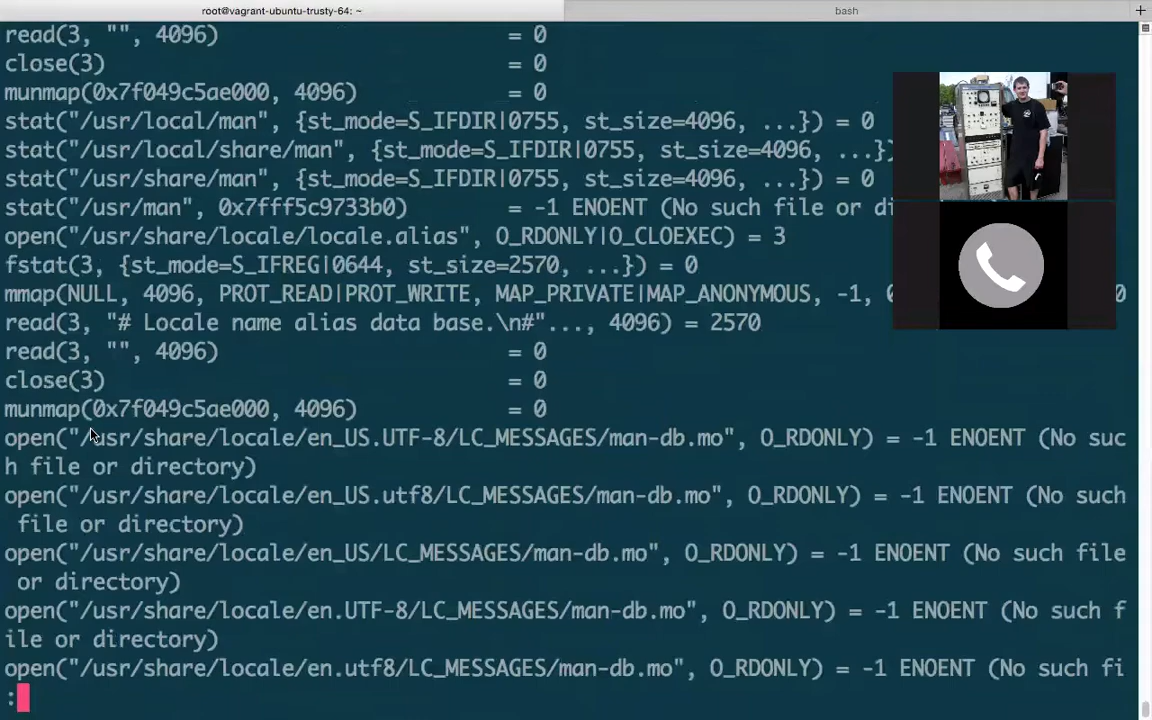 root@vagrant-ubuntu-trusty-64: ~
bash
read(3, "", 4096) = 0
close(3) = 0
munmap(0x7f049c5ae000, 4096) = 0
stat("/usr/local/man", {st_mode=S_IFDIR|0755, st_size=4096, ...}) = 0
stat("/usr/local/share/man", {st_mode=S_IFDIR|0755, st_size=4096, ...})
stat("/usr/share/man", {st_mode=S_IFDIR|0755, st_size=4096, ...}) = 0
stat("/usr/man", 0x7fff5c9733b0) = -1 ENOENT (No such file or di
open("/usr/share/locale/locale.alias", O_RDONLY|O_CLOEXEC) = 3
fstat(3, {st_mode=S_IFREG|0644, st_size=2570, ...}) = 0
mmap(NULL, 4096, PROT_READ|PROT_WRITE, MAP_PRIVATE|MAP_ANONYMOUS, -1, 0
read(3, "# Locale name alias data base.\n#"..., 4096) = 2570
read(3, "", 4096) = 0
close(3) = 0
munmap(0x7f049c5ae000, 4096) = 0
open("/usr/share/locale/en_US.UTF-8/LC_MESSAGES/man-db.mo", O_RDONLY) = -1 ENOENT (No suc
h file or directory)
open("/usr/share/locale/en_US.utf8/LC_MESSAGES/man-db.mo", O_RDONLY) = -1 ENOENT (No such
file or directory)
open("/usr/share/locale/en_US/LC_MESSAGES/man-db.mo", O_RDONLY) = -1 ENOENT (No such file
or directory)
open("/usr/share/locale/en.UTF-8/LC_MESSAGES/man-db.mo", O_RDONLY) = -1 ENOENT (No such f
ile or directory)
open("/usr/share/locale/en.utf8/LC_MESSAGES/man-db.mo", O_RDONLY) = -1 ENOENT (No such fi
: